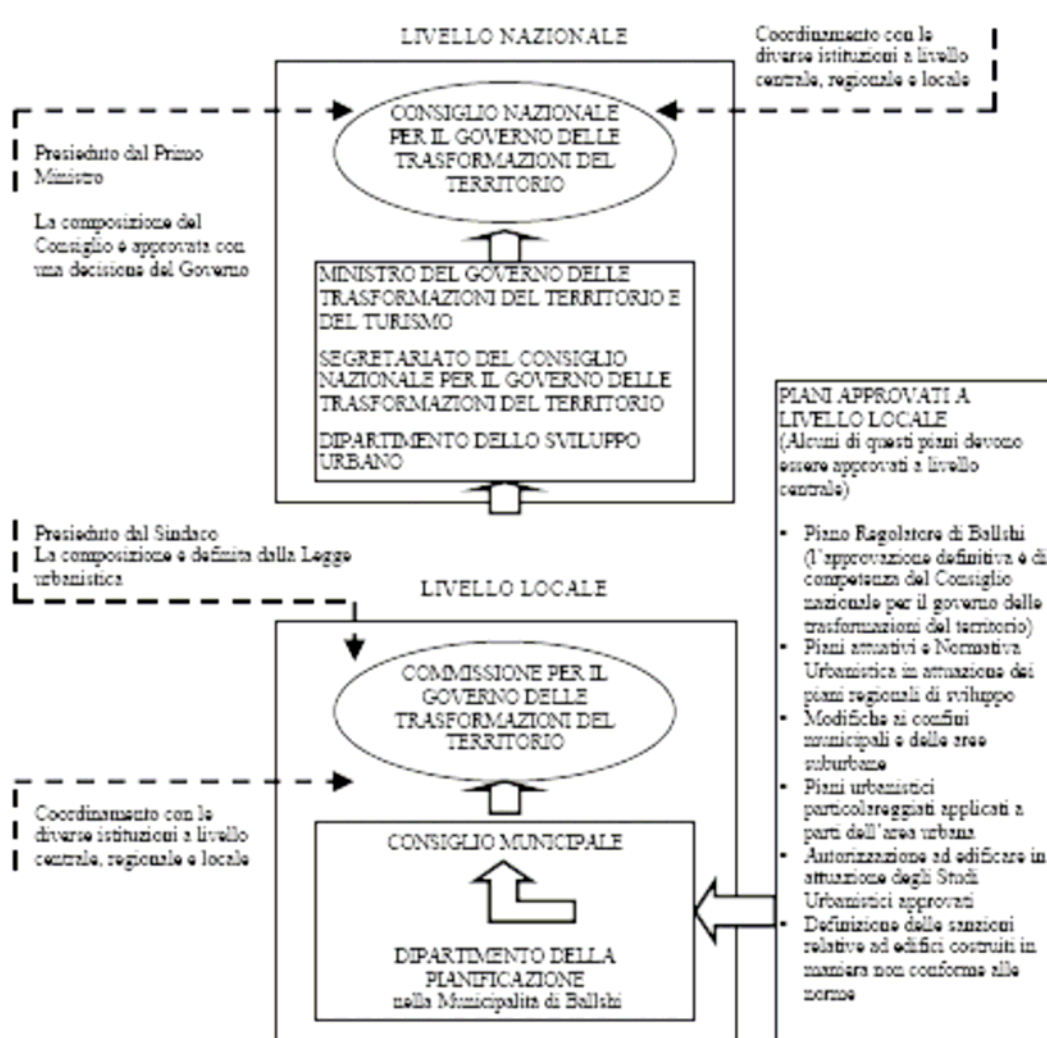 LIVELLO NAZIONALE
Coordinamento con le
diverse istituzioni a livello
centrale, regionale e locale
CONSIGLIO NAZIONALE
PER IL GOVERNO DELLE
TRASFORMAZIONI DEL
TERRITORIO
Presieduto dal Primo
Ministro
La composizione del
Consiglio è approvata con
una decisione del Governo
MINISTRO DEL GOVERNO DELLE
TRASFORMAZIONI DEL TERRITORIO E
DEL TURISMO
SEGRETARIATO DEL CONSIGLIO
NAZIONALE PER IL GOVERNO DELLE
TRASFORMAZIONI DEL TERRITORIO
DIPARTIMENTO DELLO SVILUPPO
URBANO
Presieduto dal Sindaco
La composizione è definita dalla Legge
urbanistica
LIVELLO LOCALE
COMMISSIONE PER IL
GOVERNO DELLE
TRASFORMAZIONI DEL
TERRITORIO
Coordinamento con le
diverse istituzioni a livello
centrale, regionale e locale
CONSIGLIO MUNICIPALE
DIPARTIMENTO DELLA
PIANIFICAZIONE
nella Municipalità di Ballshi
PIANI APPROVATI A
LIVELLO LOCALE
(Alcuni di questi piani devono
essere approvati a livello
centrale)
• Piano Regolatore di Ballshi
(l'approvazione definitiva è di
competenza del Consiglio
nazionale per il governo delle
trasformazioni del territorio)
• Piani attuativi e Normativa
Urbanistica in attuazione dei
piani regionali di sviluppo
• Modifiche ai confini
municipali e delle aree
suburbane
• Piani urbanistici
particolareggiati applicati a
parti dell'area urbana
• Autorizzazione ad edificare in
attuazione degli Studi
Urbanistici approvati
• Definizione delle sanzioni
relative ad edifici costruiti in
maniera non conforme alle
norme